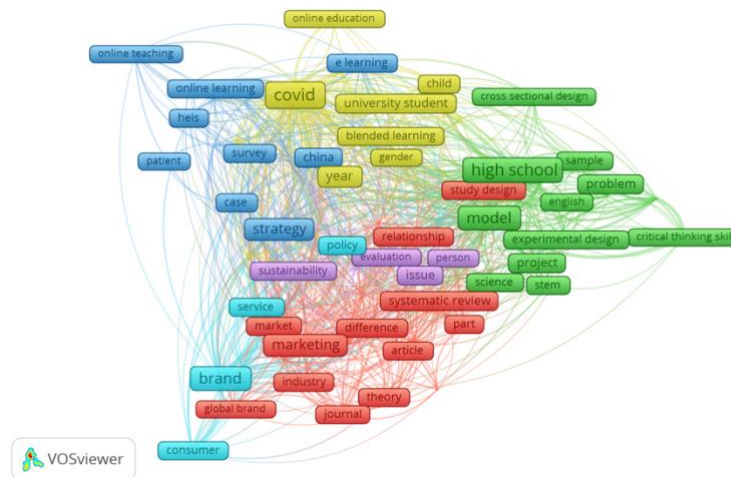 online education
online teaching
e learning
online learning
child
covid
cross sectional design
university student
heis
blended learning
survey
china
gender
patient
high school
sample
year
study design
problem
case
english
model
strategy
relationship
policy
experimental design
critical thinking skil
evaluation
person
project
sustainability
issue
science
stem
systematic review
service
market
difference
part
marketing
article
brand
industry
theory
global brand
journal
consumer
VOSviewer